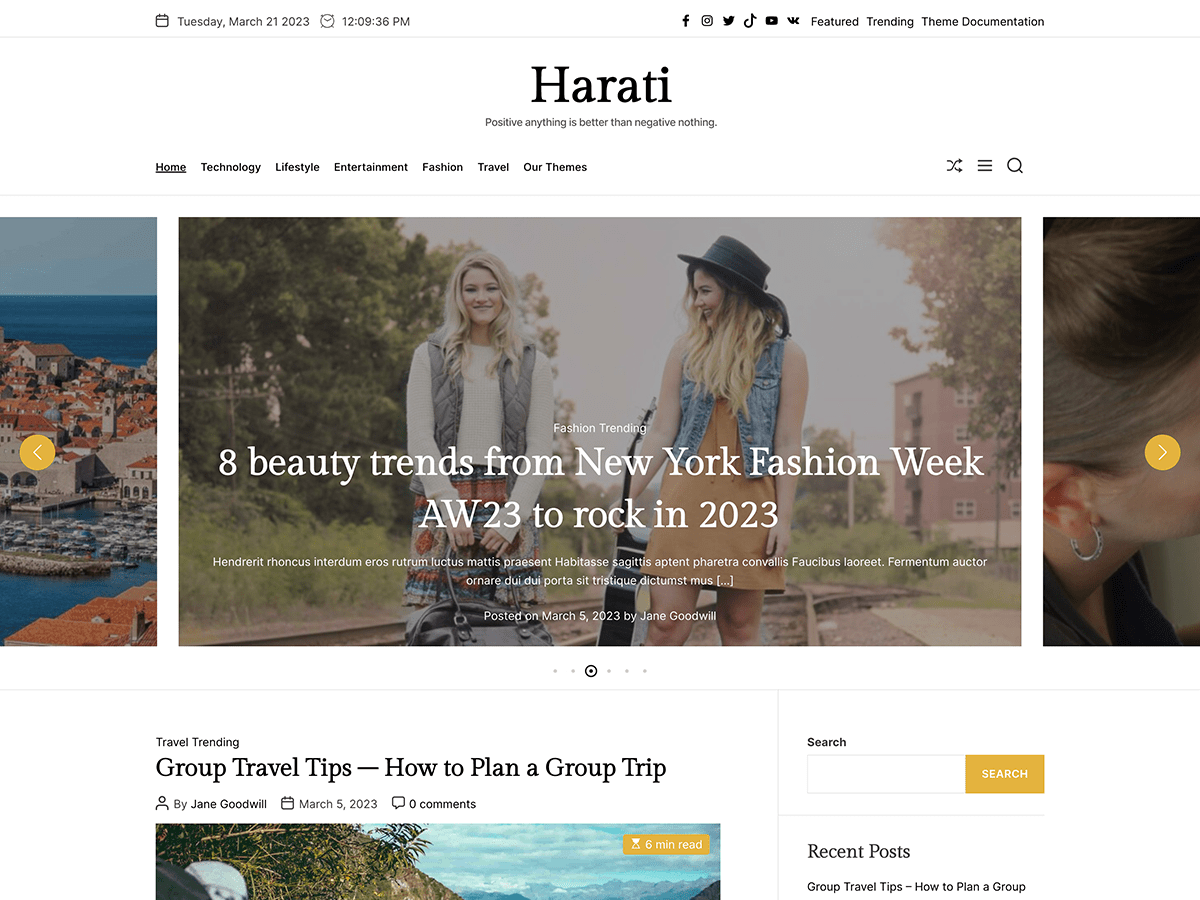 Tuesday, March 21 2023 12:09:36 PM Featured Trending Theme Documentation
Harati
Positive anything is better than negative nothing.
Home Technology Lifestyle Entertainment Fashion Travel Our Themes
Fashion Trending
8 beauty trends from New York Fashion Week
AW23 to rock in 2023
Hendrerit rhoncus interdum eros rutrum luctus mattis praesent Habitasse sagittis aptent pharetra convallis Faucibus laoreet. Fermentum auctor
ornare dui dui porta sit tristique dictumst mus [...]
Posted on March 5, 2023 by Jane Goodwill
Travel Trending
Group Travel Tips — How to Plan a Group Trip
By Jane Goodwill March 5, 2023 0 comments
6 min read
Search
SEARCH
Recent Posts
Group Travel Tips – How to Plan a Group